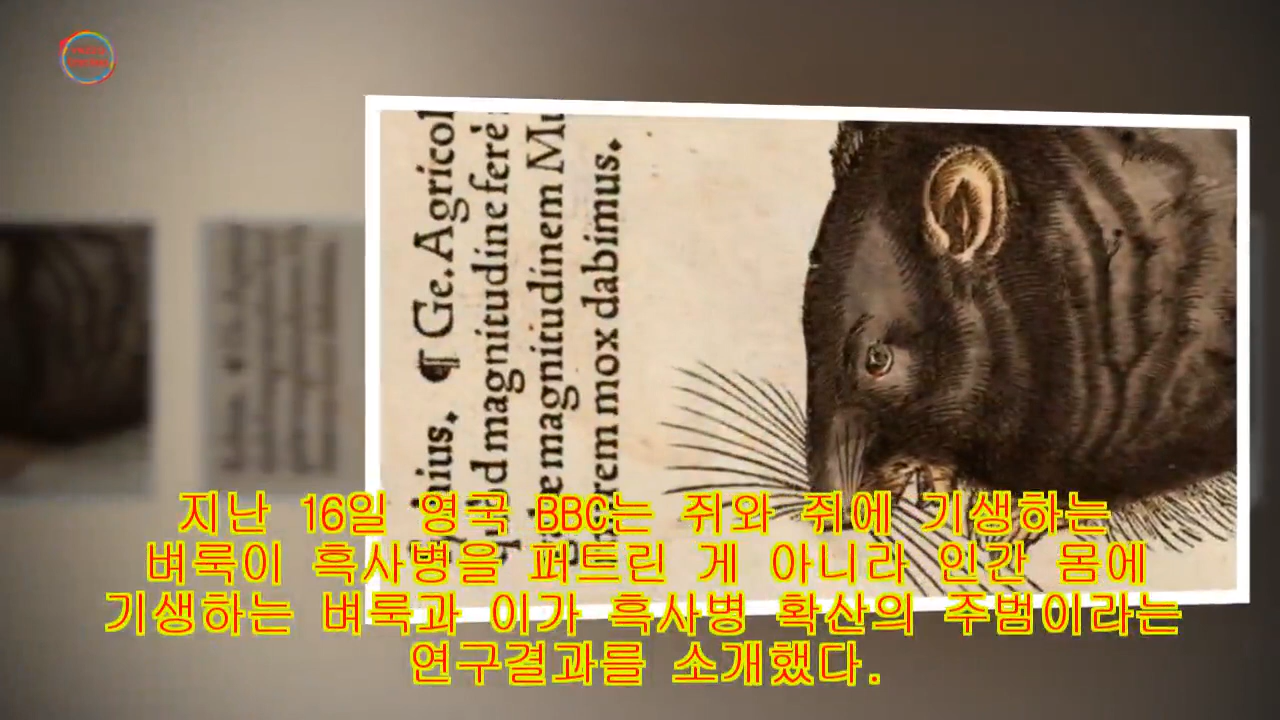 Ge. Agricol
magnitudine ferè
magnitudinem Mu
rem mox dabimus.
지난 16일 영국 BBC는 쥐와 쥐에 기생하는
벼룩이 흑사병을 퍼트린 게 아니라 인간 몸에
기생하는 벼룩과 이가 흑사병 확산의 주범이라는
연구결과를 소개했다.